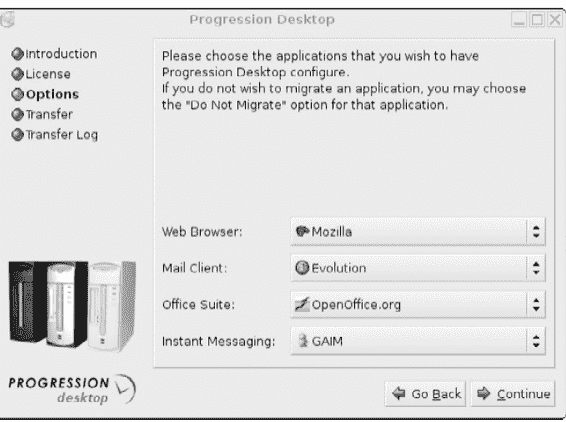 Progression Desktop
Introduction
License
Options
Transfer
Transfer Log
Please choose the applications that you wish to have
Progression Desktop configure.
If you do not wish to migrate an application, you may choose
the "Do Not Migrate" option for that application.
Web Browser: Mozilla
Mail Client: Evolution
Office Suite: OpenOffice.org
Instant Messaging: GAIM
PROGRESSION
desktop
Go Back Continue